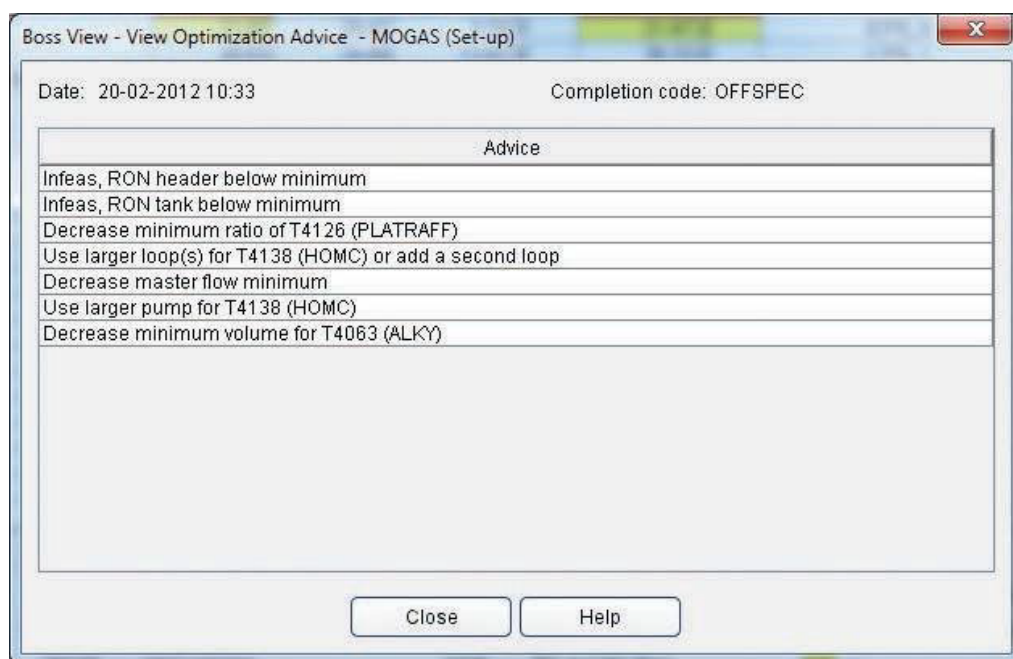 Boss View - View Optimization Advice - MOGAS (Set-up)
Date: 20-02-2012 10:33 Completion code: OFFSPEC
Advice
Infeas, RON header below minimum
Infeas, RON tank below minimum
Decrease minimum ratio of T4126 (PLATRAFF)
Use larger loop(s) for T4138 (HOMC) or add a second loop
Decrease master flow minimum
Use larger pump for T4138 (HOMC)
Decrease minimum volume for T4063 (ALKY)
Close Help